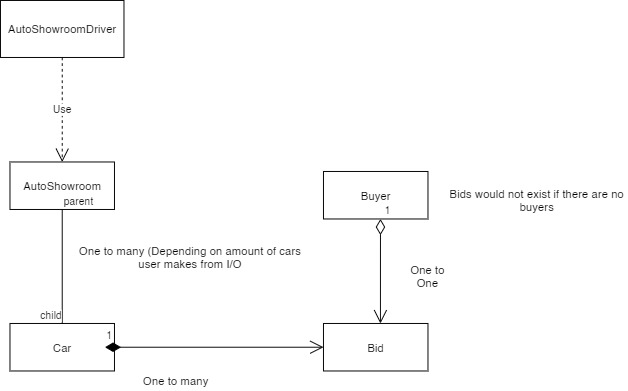 AutoShowroomDriver
Use
AutoShowroom
parent
Buyer
1
Bids would not exist if there are no
buyers
One to many (Depending on amount of cars
user makes from I/O
One to
One
child
Car
1
Bid
One to many